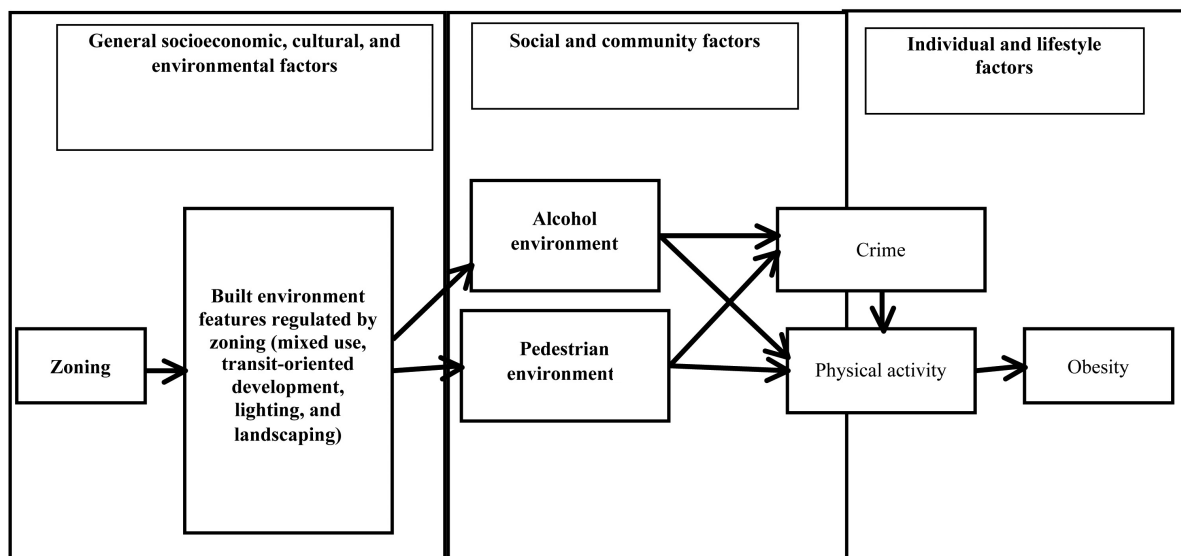 General socioeconomic, cultural, and
environmental factors
Social and community factors
Individual and lifestyle
factors
Zoning
Built environment
features regulated by
zoning (mixed use,
transit-oriented
development,
lighting, and
landscaping)
Alcohol
environment
Pedestrian
environment
Crime
Physical activity
Obesity